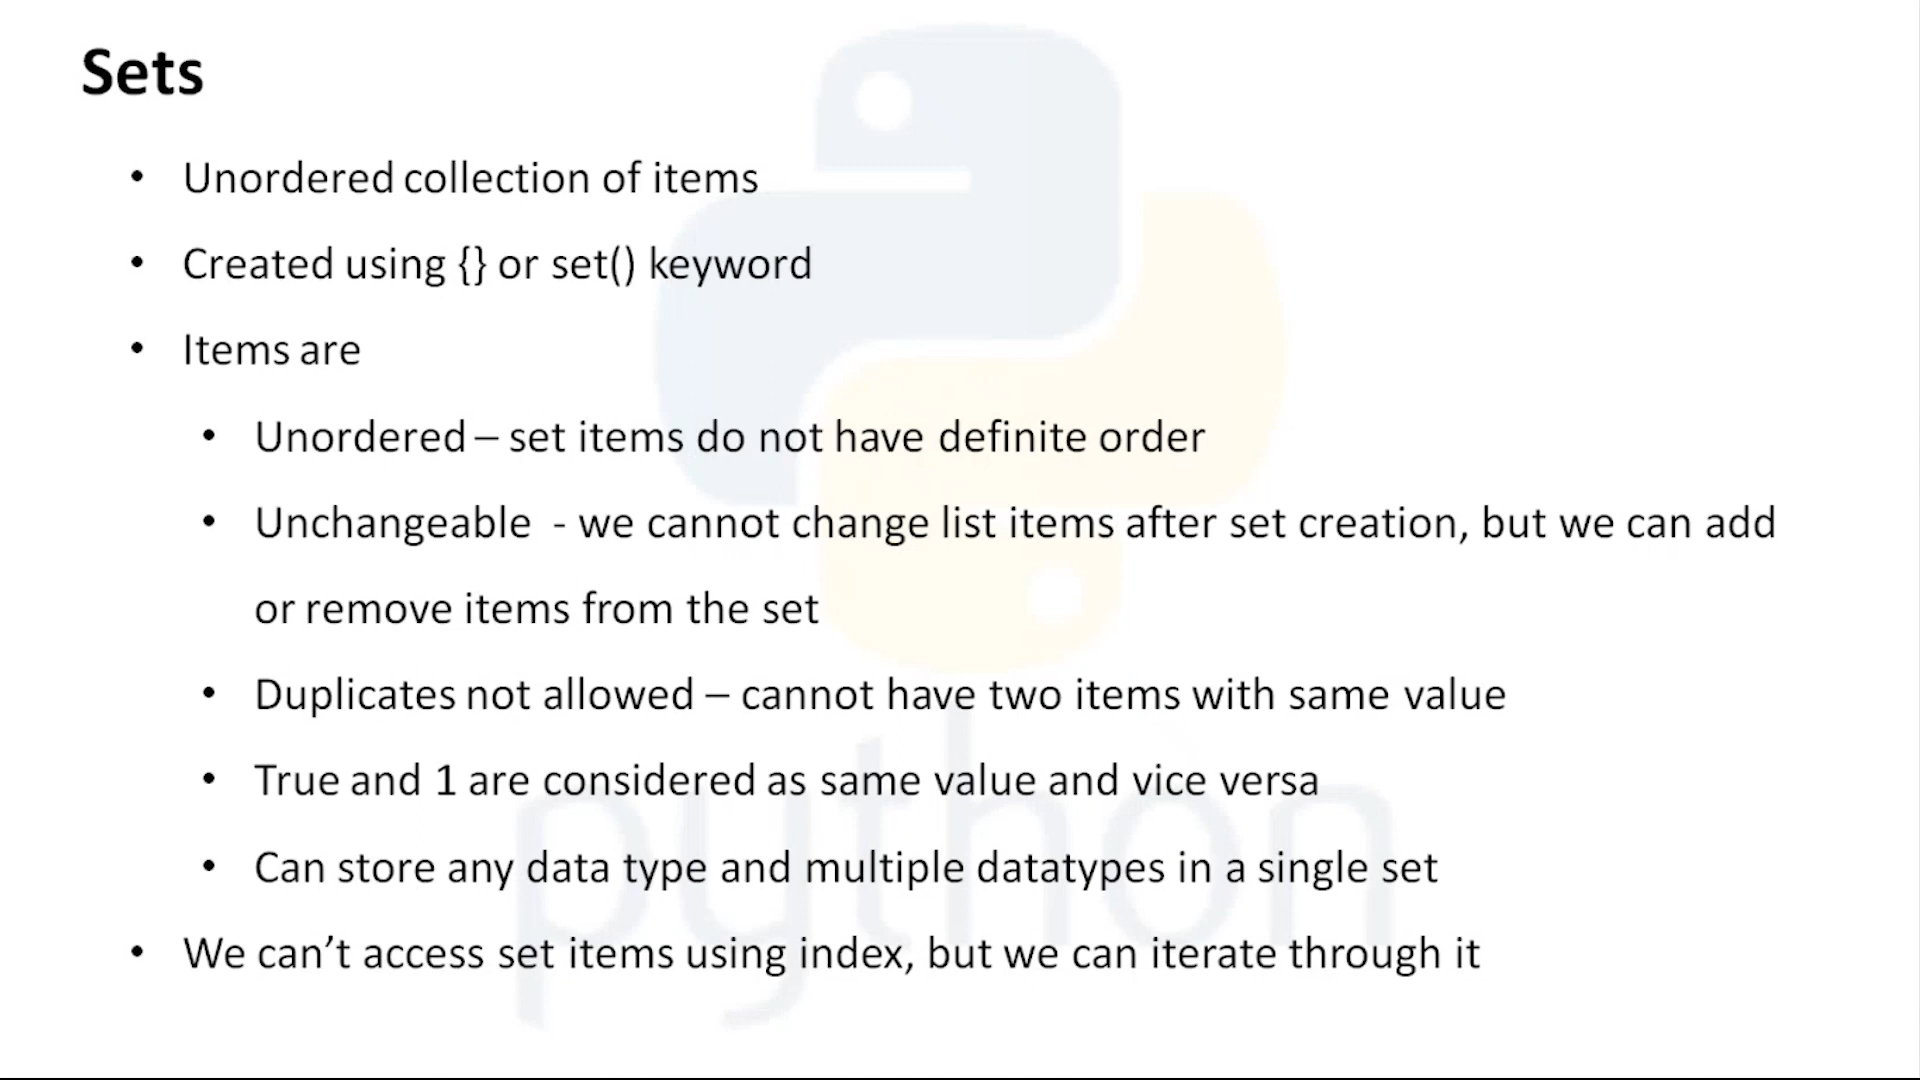 Sets
• Unordered collection of items
• Created using {} or set() keyword
• Items are
• Unordered – set items do not have definite order
• Unchangeable - we cannot change list items after set creation, but we can add
or remove items from the set
• Duplicates not allowed – cannot have two items with same value
• True and 1 are considered as same value and vice versa
• Can store any data type and multiple datatypes in a single set
• We can’t access set items using index, but we can iterate through it
python